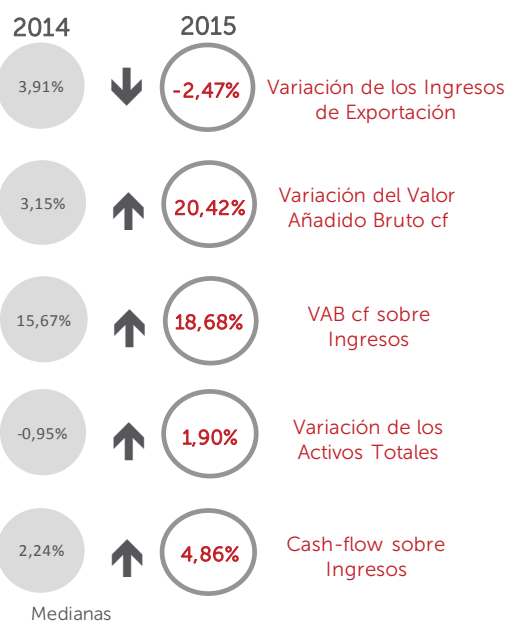 2014 2015
3,91% -2,47% Variación de los Ingresos
de Exportación
3,15% 20,42% Variación del Valor
Añadido Bruto cf
15,67% 18,68% VAB cf sobre
Ingresos
-0,95% 1,90% Variación de los
Activos Totales
2,24% 4,86% Cash-flow sobre
Ingresos
Medianas